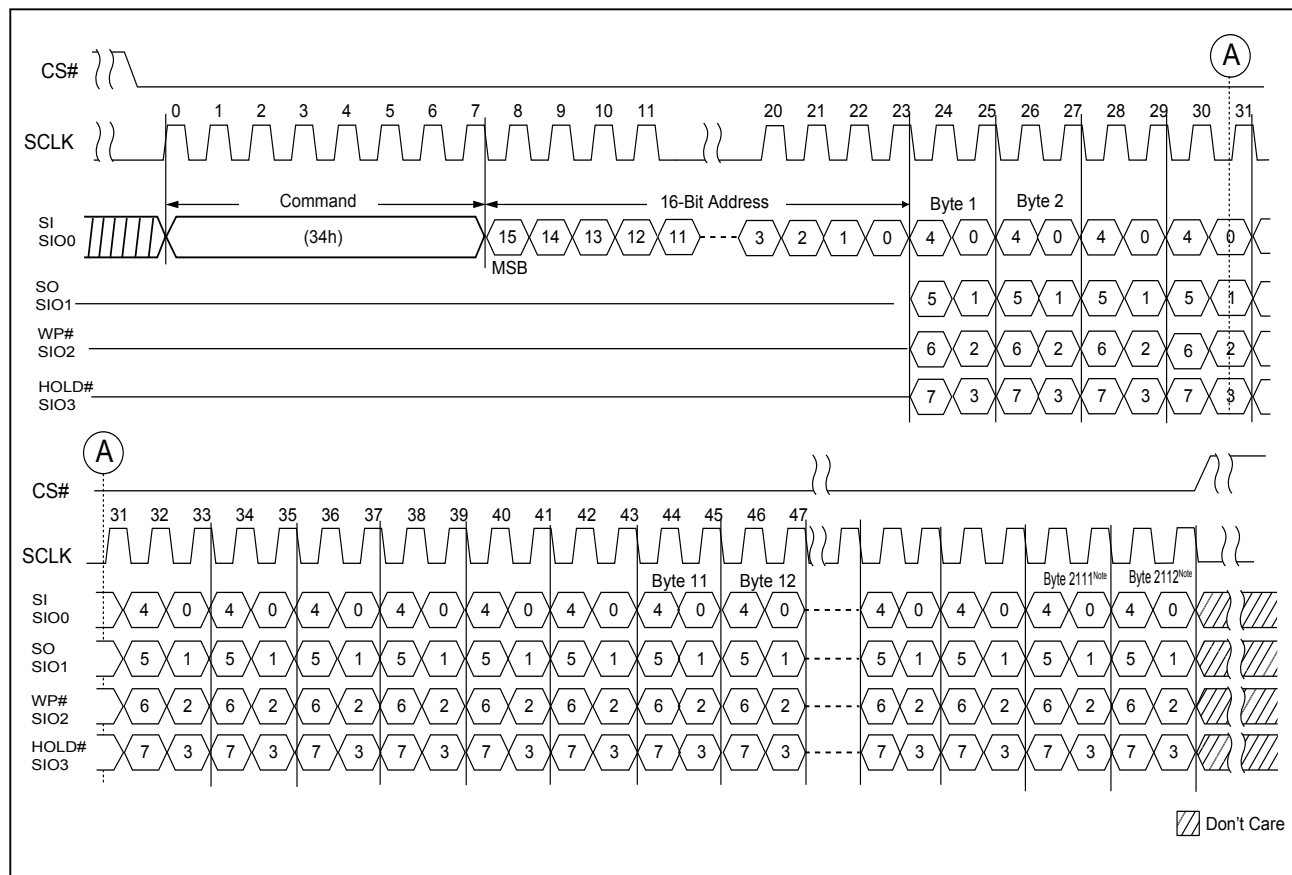 A
CS#
0 1 2 3 4 5 6 7 8 9 10 11 20 21 22 23 24 25 26 27 28 29 30 31
SCLK
Command 16-Bit Address Byte 1 Byte 2
SI
SIO0
(34h) 15 14 13 12 11 3 2 1 0 4 0 4 0 4 0 4 0
MSB
SO
SIO1
5 1 5 1 5 1 5 1
WP#
SIO2
6 2 6 2 6 2 6 2
HOLD#
SIO3
7 3 7 3 7 3 7 3
A
CS#
31 32 33 34 35 36 37 38 39 40 41 42 43 44 45 46 47
SCLK
Byte 11 Byte 12 Byte 2111Note Byte 2112Note
SI
SIO0
4 0 4 0 4 0 4 0 4 0 4 0 4 0 4 0 4 0 4 0 4 0 4 0
SO
SIO1
5 1 5 1 5 1 5 1 5 1 5 1 5 1 5 1 5 1 5 1 5 1 5 1
WP#
SIO2
6 2 6 2 6 2 6 2 6 2 6 2 6 2 6 2 6 2 6 2 6 2 6 2
HOLD#
SIO3
7 3 7 3 7 3 7 3 7 3 7 3 7 3 7 3 7 3 7 3 7 3 7 3
Don't Care